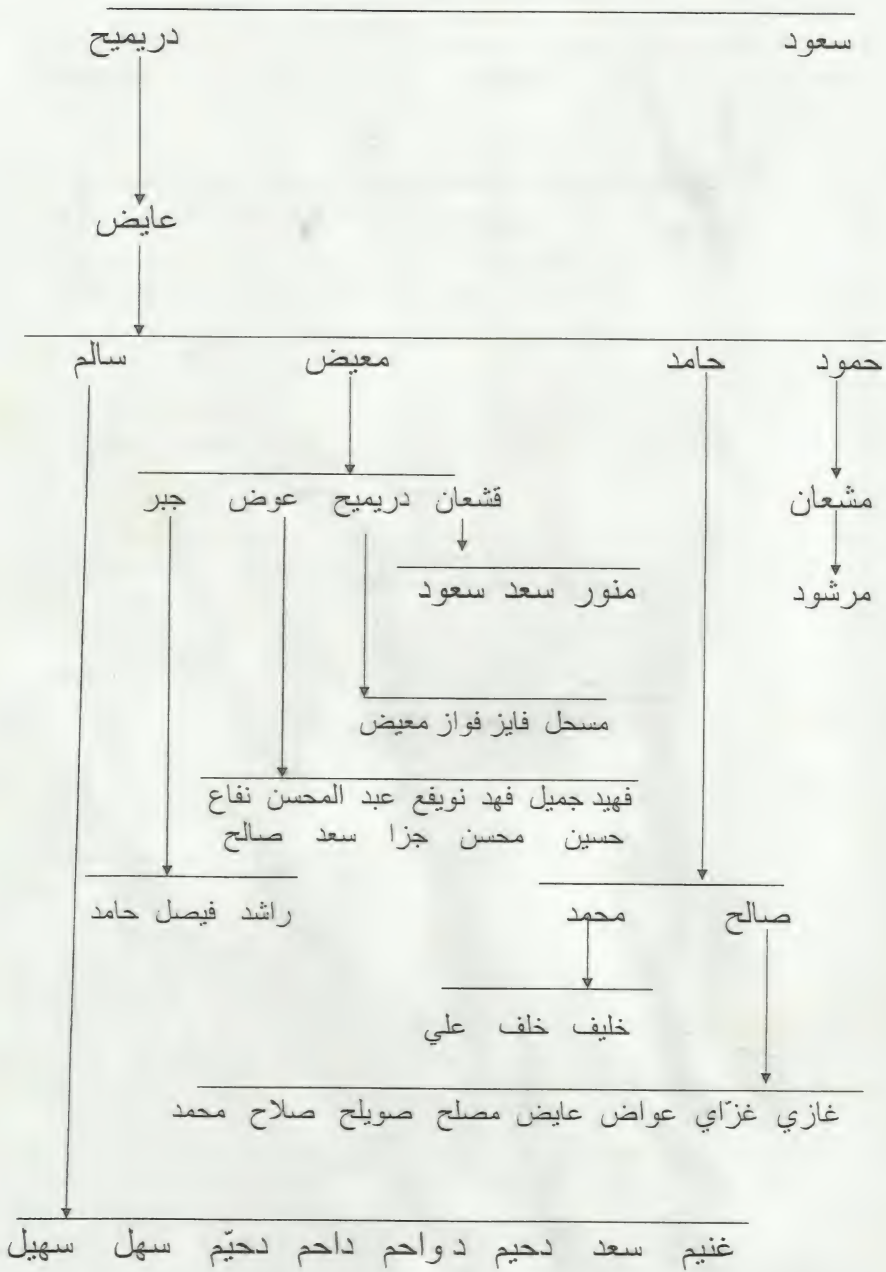 سعود دريميح
عايض
حمود حامد معيض سالم
مشعان قشعان دريميح عوض جبر
مرشود منور سعد سعود
مسحل فايز فواز معيض
فهيد جميل فهد نويفع عبد المحسن نفاع
حسين محسن جزا سعد صالح
صالح محمد راشد فيصل حامد
خليف خلف علي
غازي غزّاي عواض عايض مصلح صويلح صلاح محمد
غنيم سعد دحيم دواحم داحم دحيّم سهل سهيل